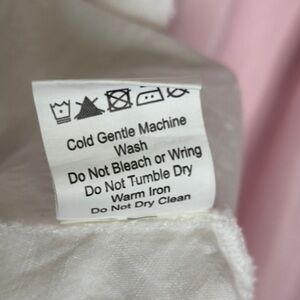 Cold Gentle Machine
Wash
Do Not Bleach or Wring
Do Not Tumble Dry
Warm Iron
Do Not Dry Clean